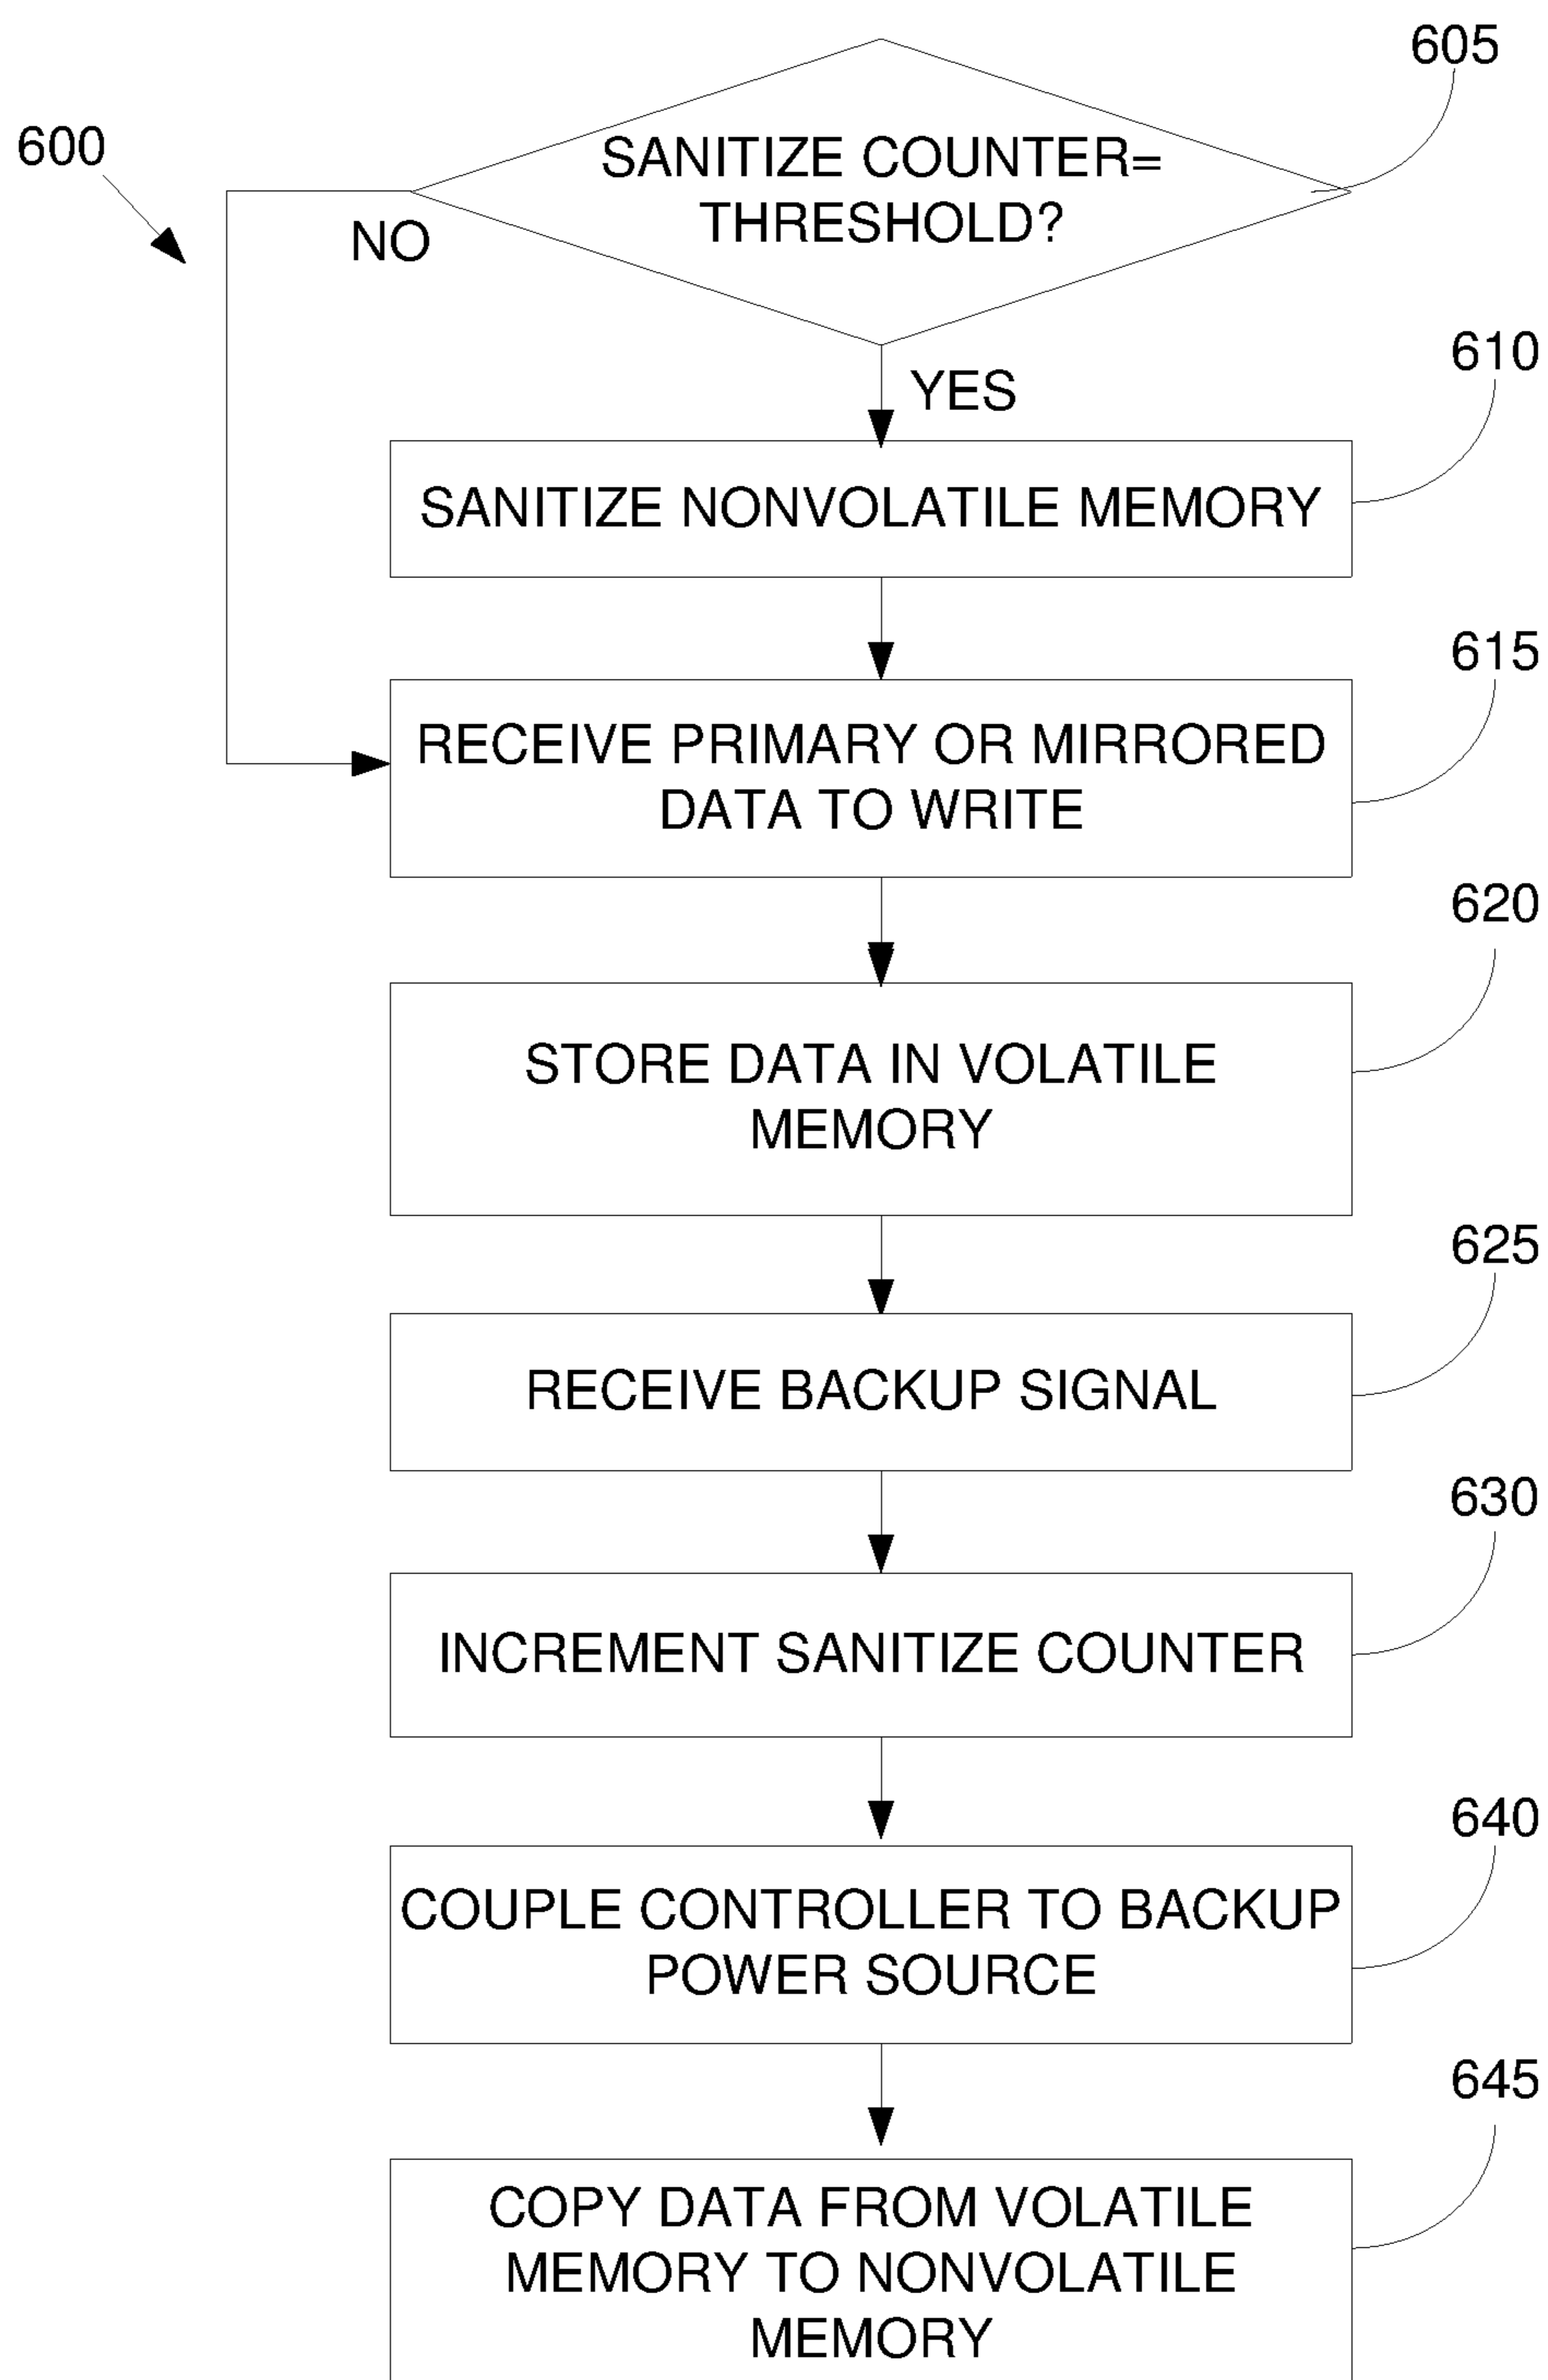 605
600
SANITIZE COUNTER=
THRESHOLD?
NO
610
YES
SANITIZE NONVOLATILE MEMORY
615
RECEIVE PRIMARY OR MIRRORED
DATA TO WRITE
620
STORE DATA IN VOLATILE
MEMORY
625
RECEIVE BACKUP SIGNAL
630
INCREMENT SANITIZE COUNTER
640
COUPLE CONTROLLER TO BACKUP
POWER SOURCE
645
COPY DATA FROM VOLATILE
MEMORY TO NONVOLATILE
MEMORY